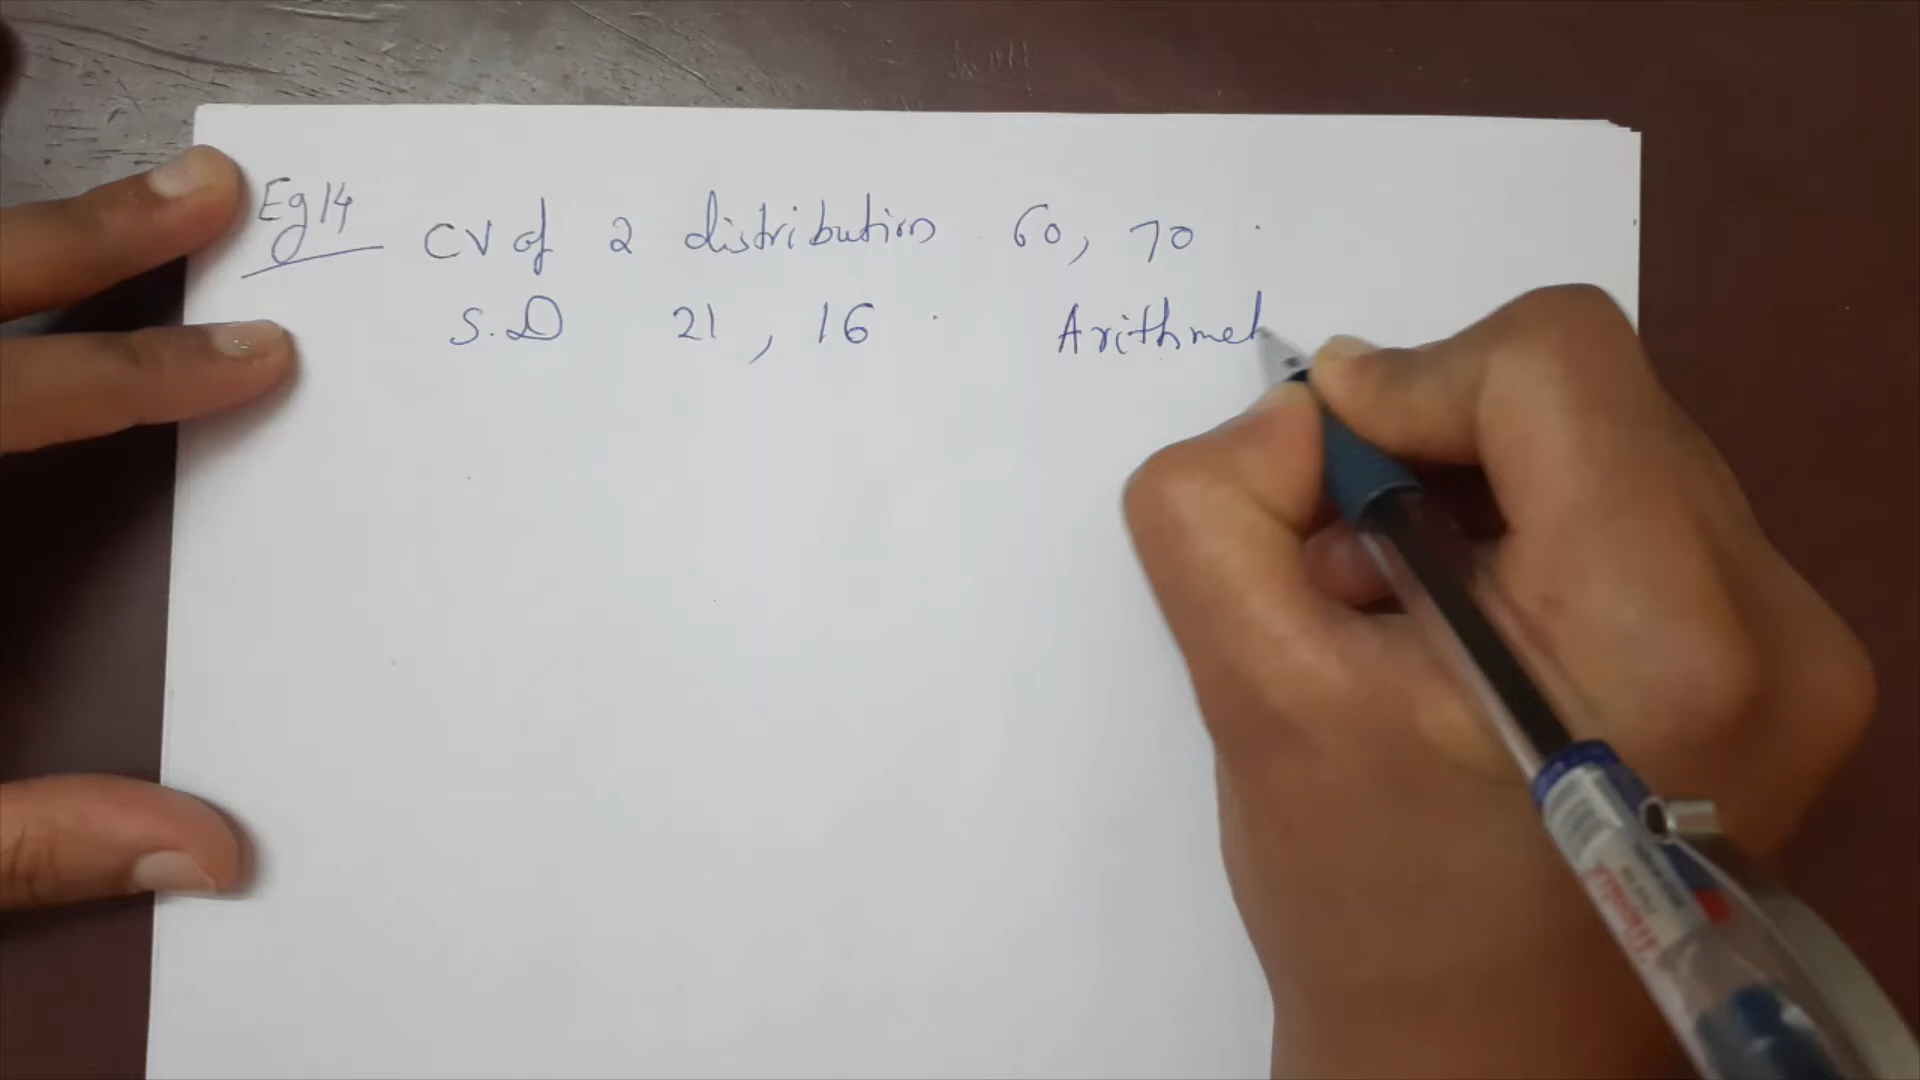 Eg 14 CV of 2 distribution 60, 70.
S.D 21, 16. Arithmet